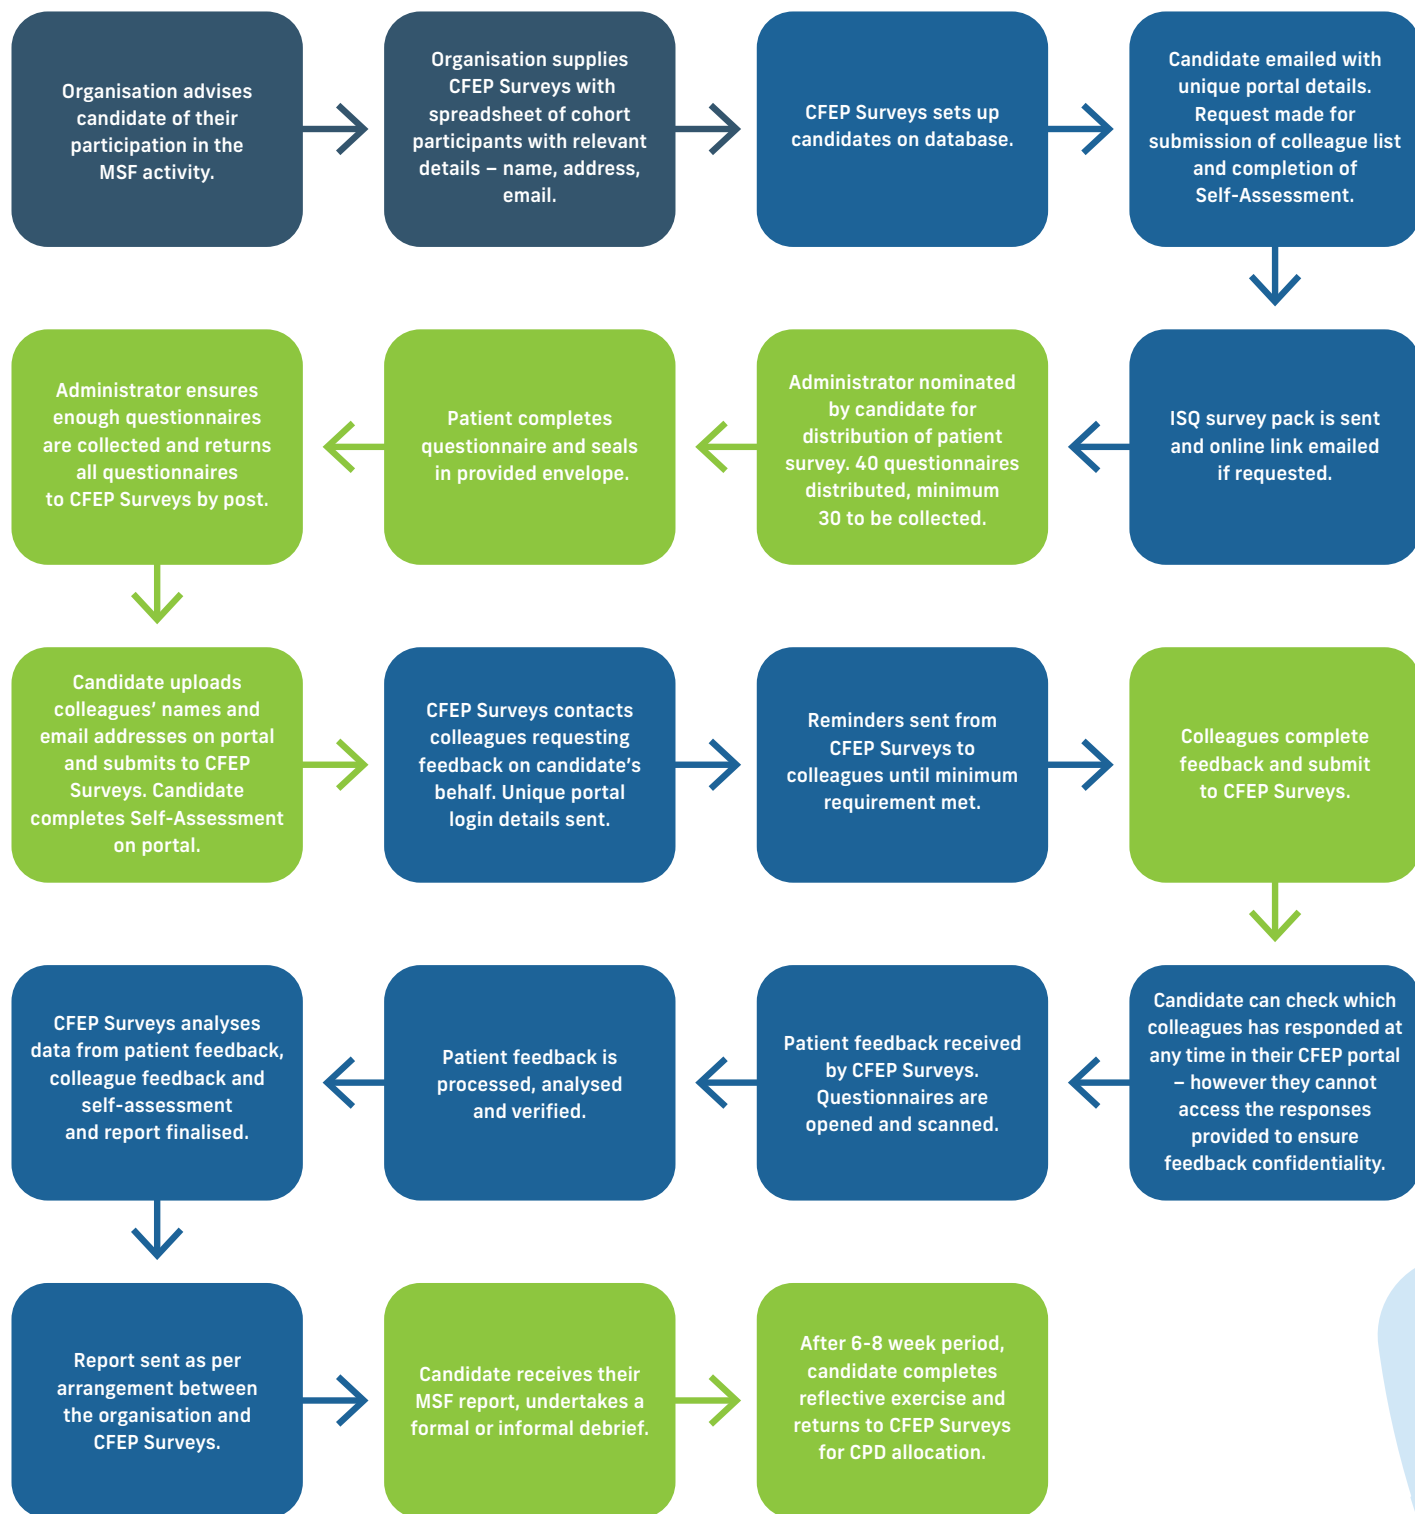 Organisation advises
candidate of their
participation in the
MSF activity.
Organisation supplies
CFEP Surveys with
spreadsheet of cohort
participants with relevant
details – name, address,
email.
CFEP Surveys sets up
candidates on database.
Candidate emailed with
unique portal details.
Request made for
submission of colleague list
and completion of
Self-Assessment.
ISQ survey pack is sent
and online link emailed
if requested.
Administrator nominated
by candidate for
distribution of patient
survey. 40 questionnaires
distributed, minimum
30 to be collected.
Patient completes
questionnaire and seals
in provided envelope.
Administrator ensures
enough questionnaires
are collected and returns
all questionnaires
to CFEP Surveys by post.
Candidate uploads
colleagues’ names and
email addresses on portal
and submits to CFEP
Surveys. Candidate
completes Self-Assessment
on portal.
CFEP Surveys contacts
colleagues requesting
feedback on candidate’s
behalf. Unique portal
login details sent.
Reminders sent from
CFEP Surveys to
colleagues until minimum
requirement met.
Colleagues complete
feedback and submit
to CFEP Surveys.
Candidate can check which
colleagues has responded at
any time in their CFEP portal
– however they cannot
access the responses
provided to ensure
feedback confidentiality.
Patient feedback received
by CFEP Surveys.
Questionnaires are
opened and scanned.
Patient feedback is
processed, analysed
and verified.
CFEP Surveys analyses
data from patient feedback,
colleague feedback and
self-assessment
and report finalised.
Report sent as per
arrangement between
the organisation and
CFEP Surveys.
Candidate receives their
MSF report, undertakes a
formal or informal debrief.
After 6-8 week period,
candidate completes
reflective exercise and
returns to CFEP Surveys
for CPD allocation.